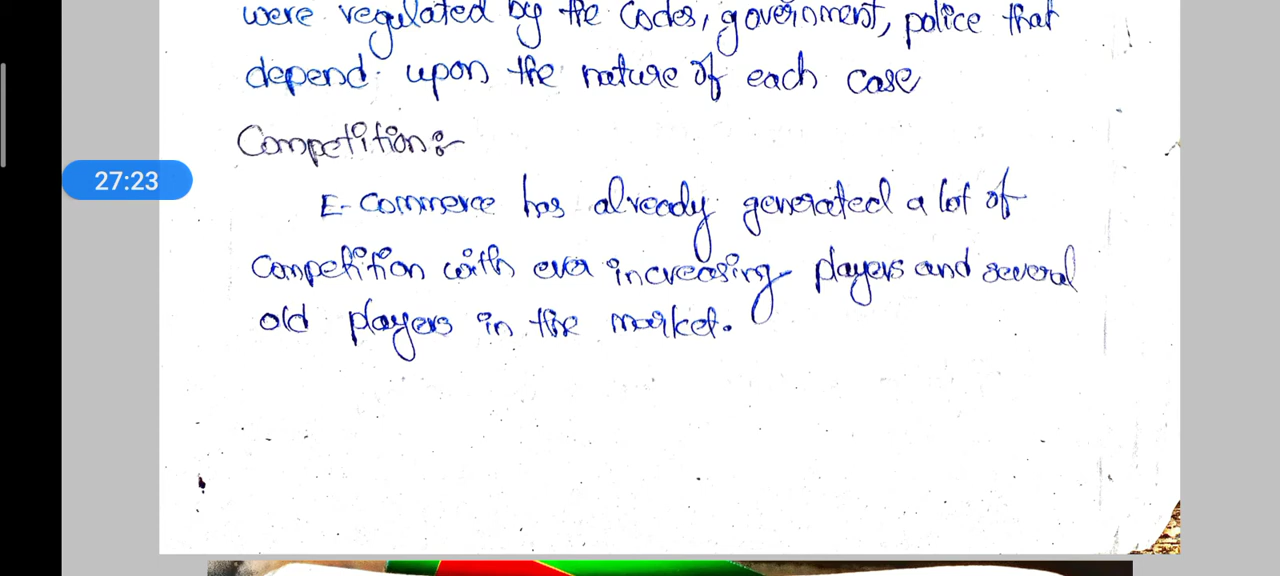 were regulated by the Codes, government, police that
depend upon the nature of each case
Competition:-
27:23
E-Commerce has already generated a lot of
Competition with ever increasing players and several
old players in the market.